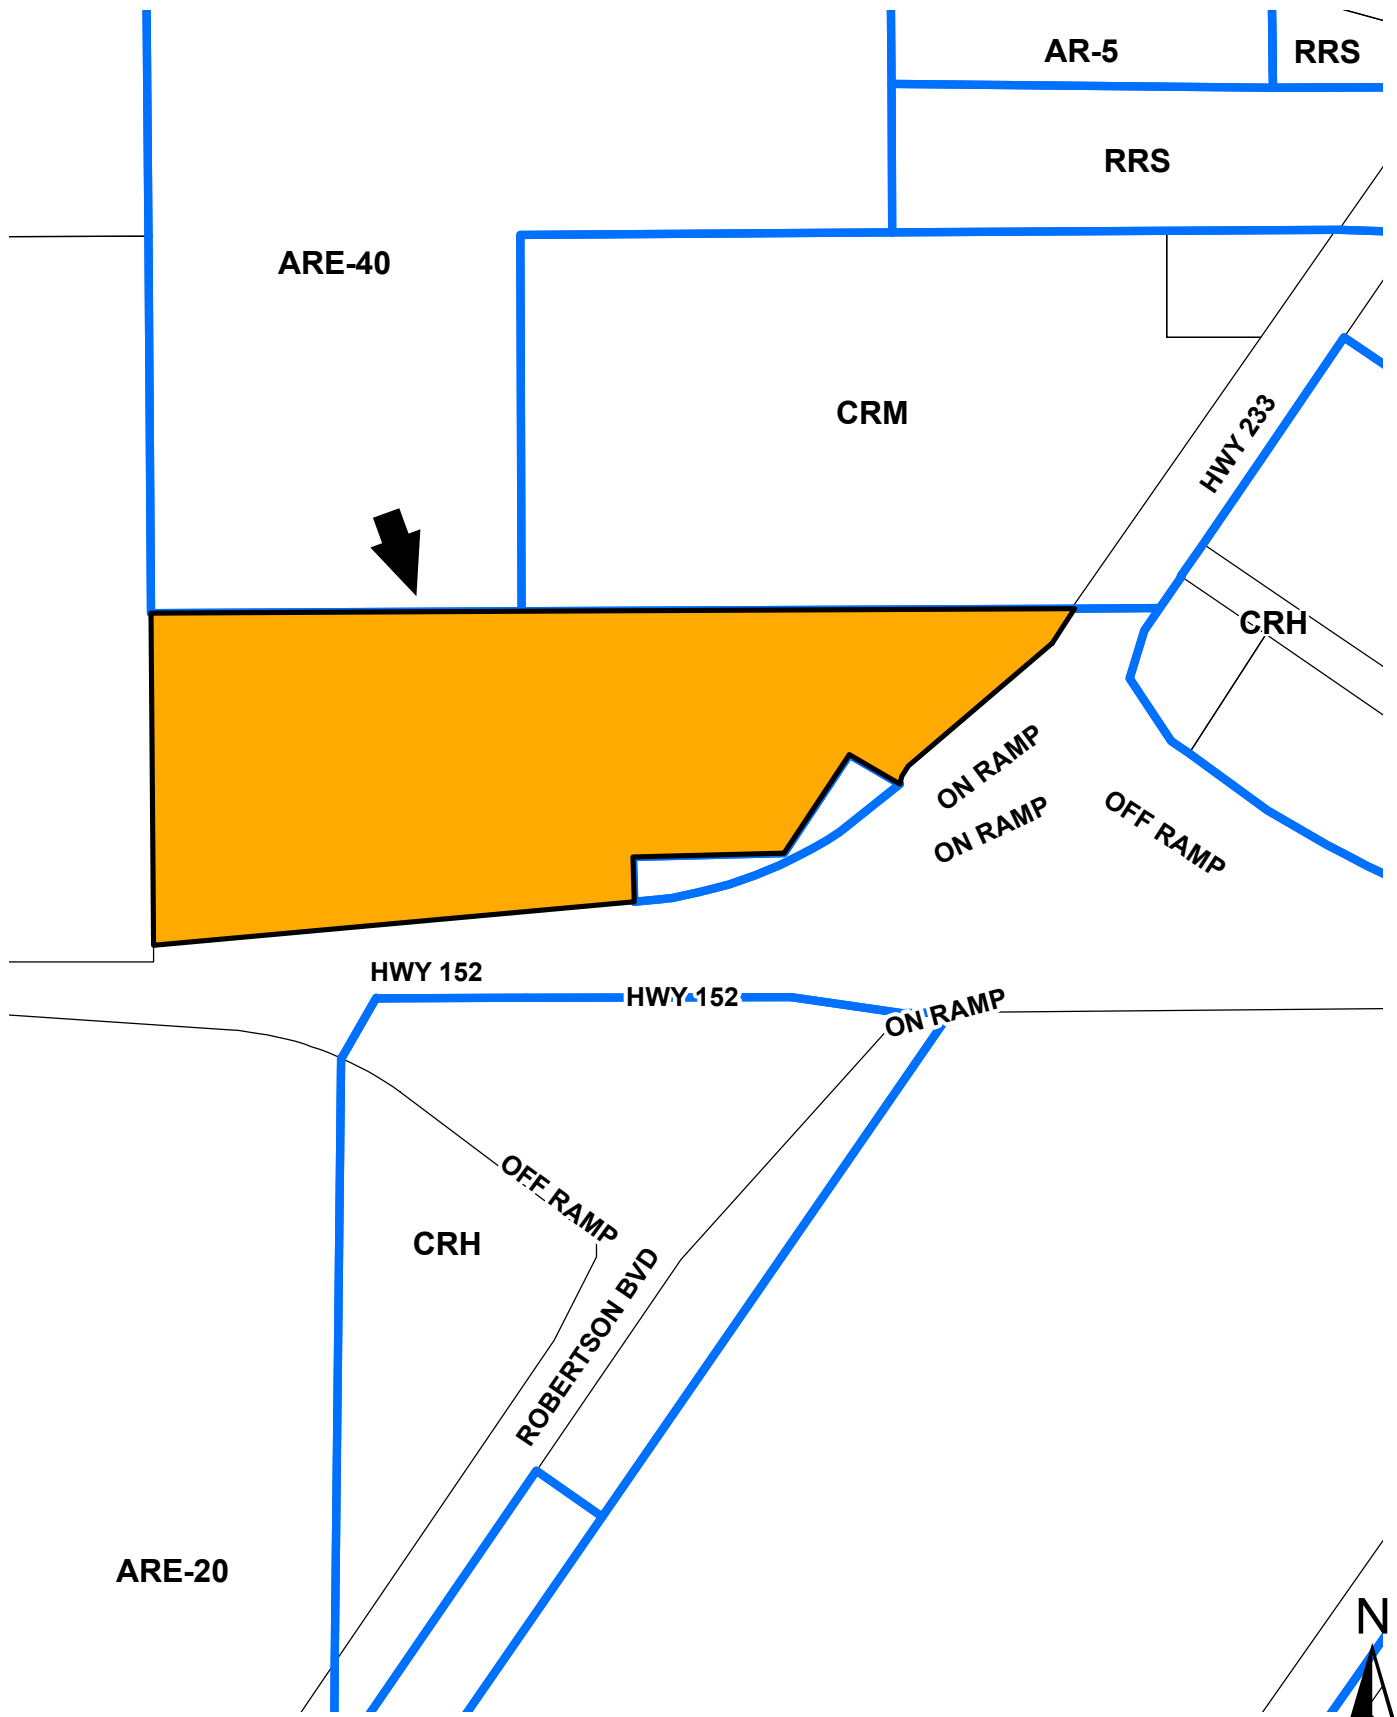 AR-5
RRS
RRS
ARE-40
CRM
HWY 233
CRH
ON RAMP
ON RAMP
OFF RAMP
HWY 152
HWY 152
ON RAMP
OFF RAMP
CRH
ROBERTSON BVD
ARE-20
N